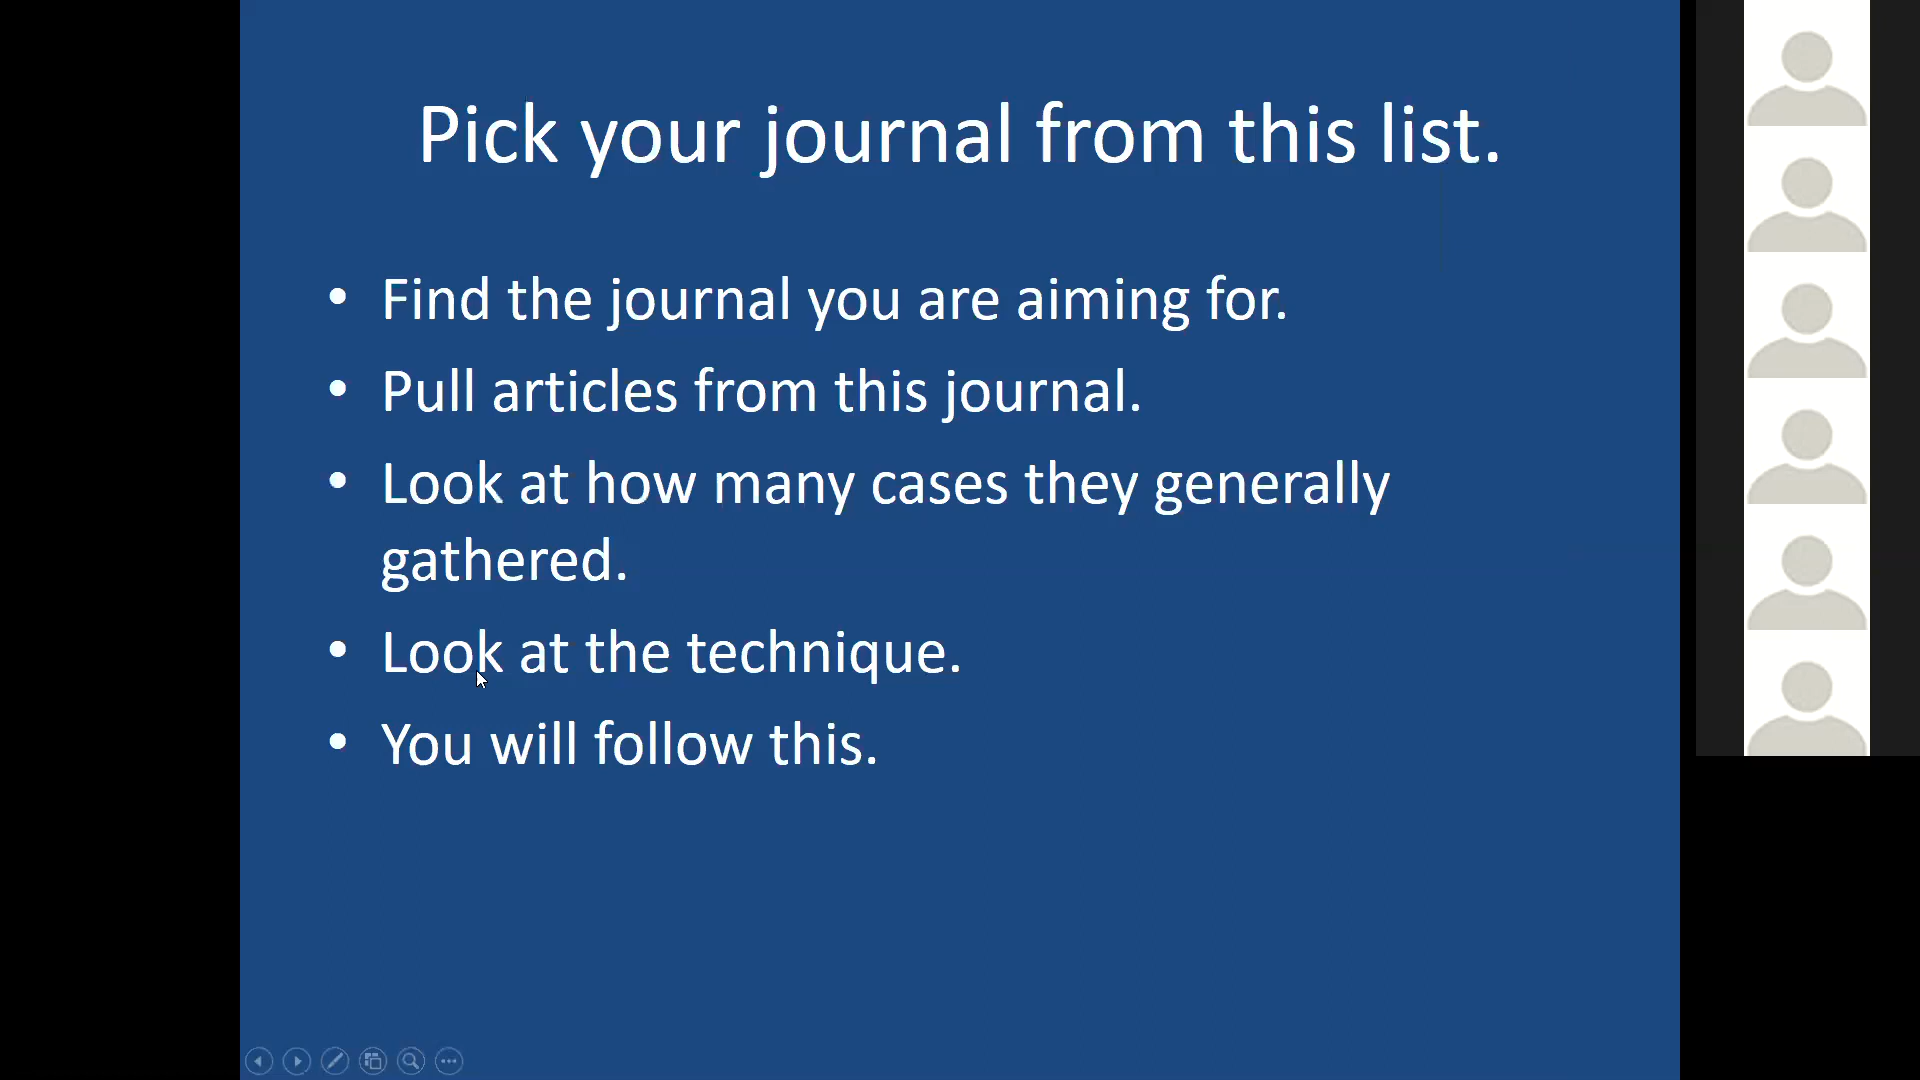 Pick your journal from this list.
• Find the journal you are aiming for.
• Pull articles from this journal.
• Look at how many cases they generally
gathered.
• Look at the technique.
• You will follow this.